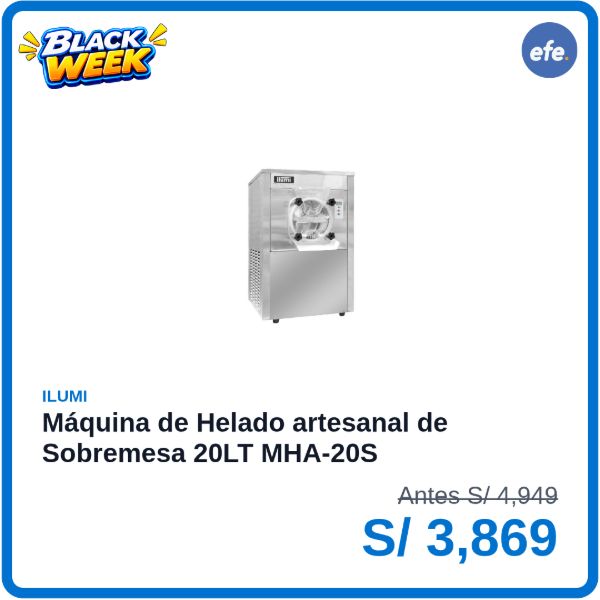 BLACK
WEEK
efe.
ILUMI
Máquina de Helado artesanal de
Sobremesa 20LT MHA-20S
Antes S/ 4,949
S/ 3,869